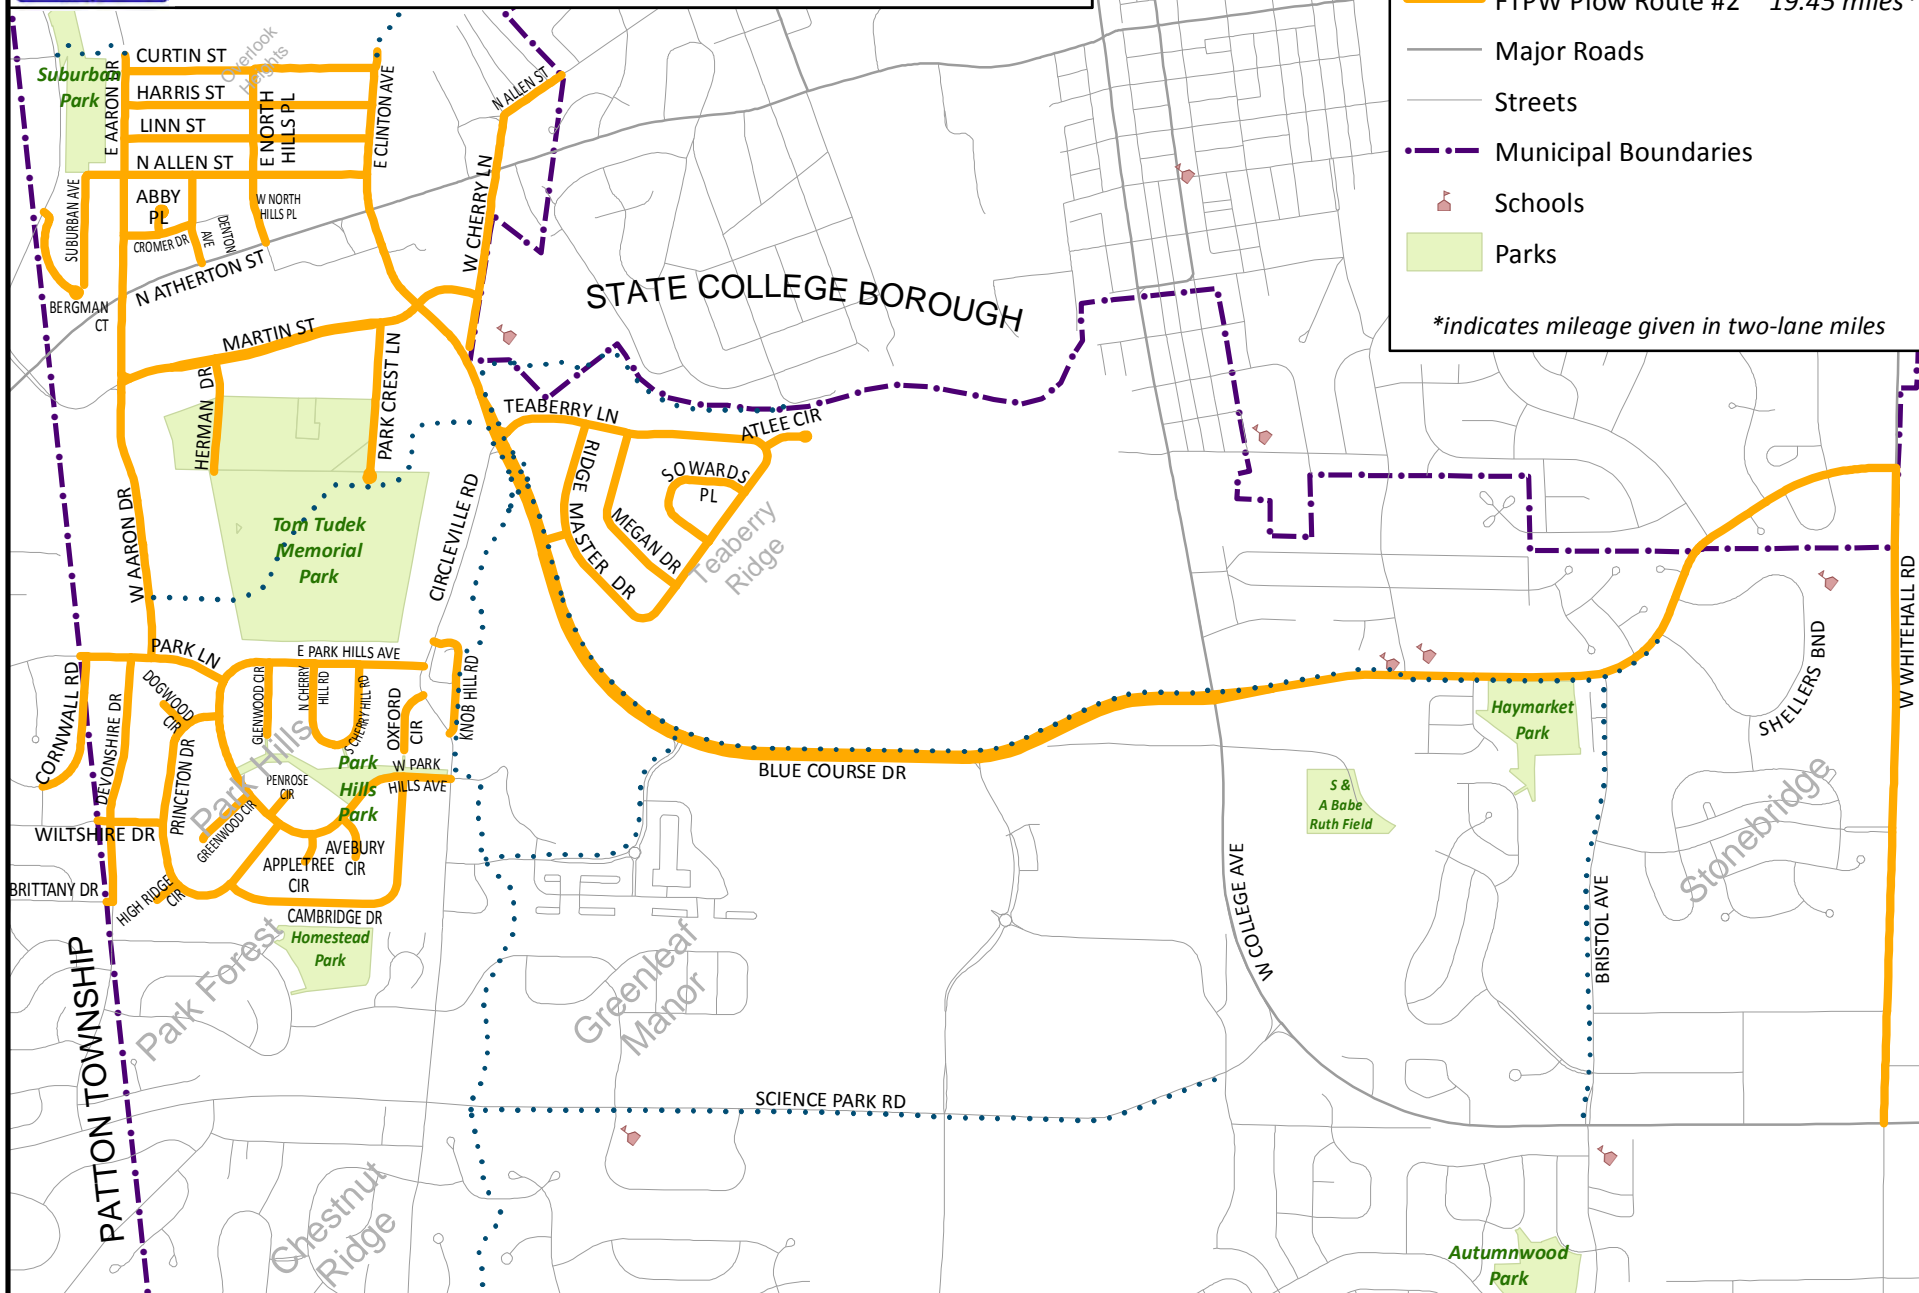 FTPW Plow Route #2 19.45 miles*
Major Roads
Streets
Municipal Boundaries
Schools
Parks
*indicates mileage given in two-lane miles
CURTIN ST
Overlook
Heights
Suburban
Park
E AARON DR
HARRIS ST
LINN ST
E NORTH
HILLS PL
E CLINTON AVE
N ALLEN ST
N ALLEN ST
W CHERRY LN
SUBURBAN AVE
ABBY
PL
W NORTH
HILLS PL
CROMER DR
DENTON
AVE
N ATHERTON ST
BERGMAN
CT
STATE COLLEGE BOROUGH
MARTIN ST
HERMAN DR
PARK CREST LN
TEABERRY LN
ATLEE CIR
RIDGE MASTER DR
SOWARDS
PL
MEGAN DR
Teaberry
Ridge
CIRCLEVILLE RD
W AARON DR
Tom Tudek
Memorial
Park
W WHITEHALL RD
SHELLERS BND
PARK LN
E PARK HILLS AVE
CORNWALL RD
DEVONSHIRE DR
DOGWOOD
CIR
GLENWOOD CIR
N CHERRY
HILL RD
S CHERRY HILL RD
OXFORD
CIR
KNOB HILL RD
PRINCETON DR
Park Hills
Park
Hills
Park
W PARK
HILLS AVE
PENROSE
CIR
GREENWOOD CIR
WILTSHIRE DR
AVEBURY
CIR
APPLETREE
CIR
BRITTANY DR
HIGH RIDGE
CIR
CAMBRIDGE DR
BLUE COURSE DR
Haymarket
Park
S &
A Babe
Ruth Field
Stonebridge
BRISTOL AVE
W COLLEGE AVE
Homestead
Park
Park Forest
Greenleaf
Manor
PATTON TOWNSHIP
SCIENCE PARK RD
Chestnut
Ridge
Autumnwood
Park